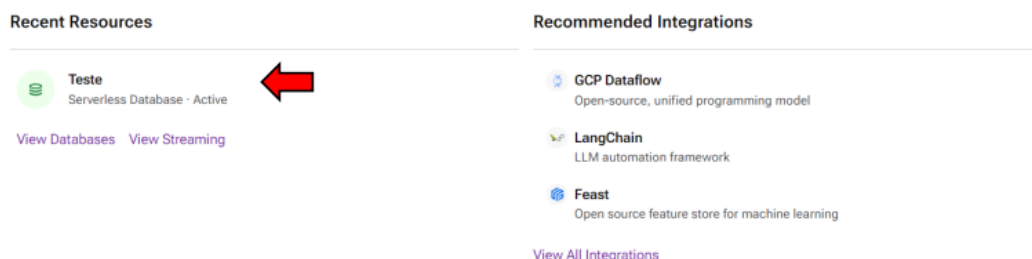 Recent Resources
Teste
Serverless Database · Active
View Databases View Streaming
Recommended Integrations
GCP Dataflow
Open-source, unified programming model
LangChain
LLM automation framework
Feast
Open source feature store for machine learning
View All Integrations